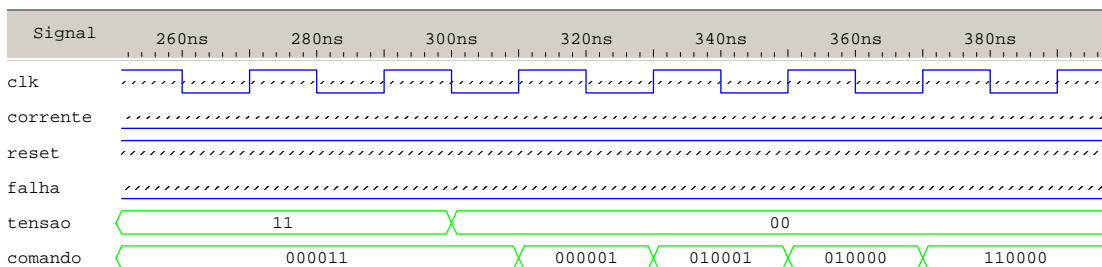 Signal 260ns 280ns 300ns 320ns 340ns 360ns 380ns
clk
corrente
reset
falha
tensao 11 00
comando 000011 000001 010001 010000 110000